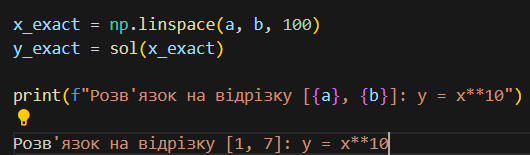 x_exact = np.linspace(a, b, 100)
y_exact = sol(x_exact)
print(f"Розв'язок на відрізку [{a}, {b}]: y = x**10")
Розв'язок на відрізку [1, 7]: y = x**10